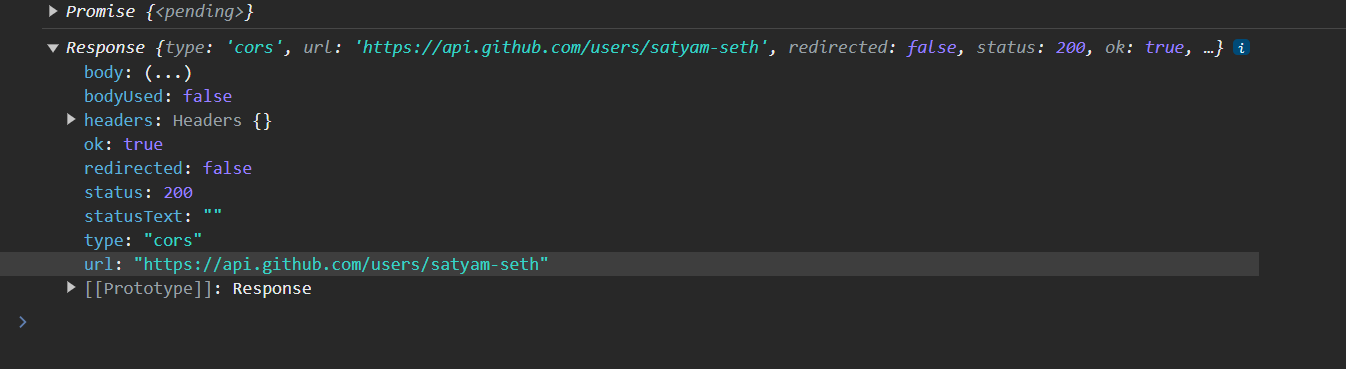 Promise {<pending>}
Response {type: 'cors', url: 'https://api.github.com/users/satyam-seth', redirected: false, status: 200, ok: true, …} i
body: (...)
bodyUsed: false
headers: Headers {}
ok: true
redirected: false
status: 200
statusText: ""
type: "cors"
url: "https://api.github.com/users/satyam-seth"
[[Prototype]]: Response